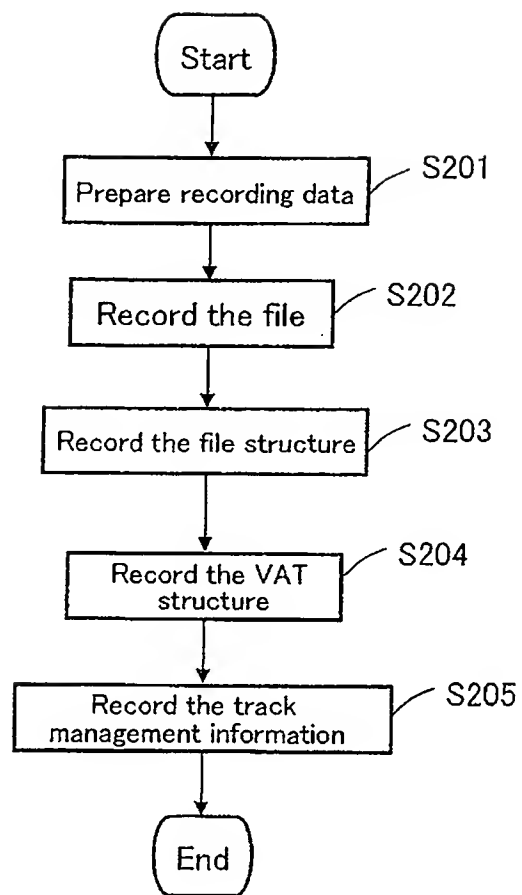 Start
S201
Prepare recording data
S202
Record the file
S203
Record the file structure
S204
Record the VAT
structure
S205
Record the track
management information
End